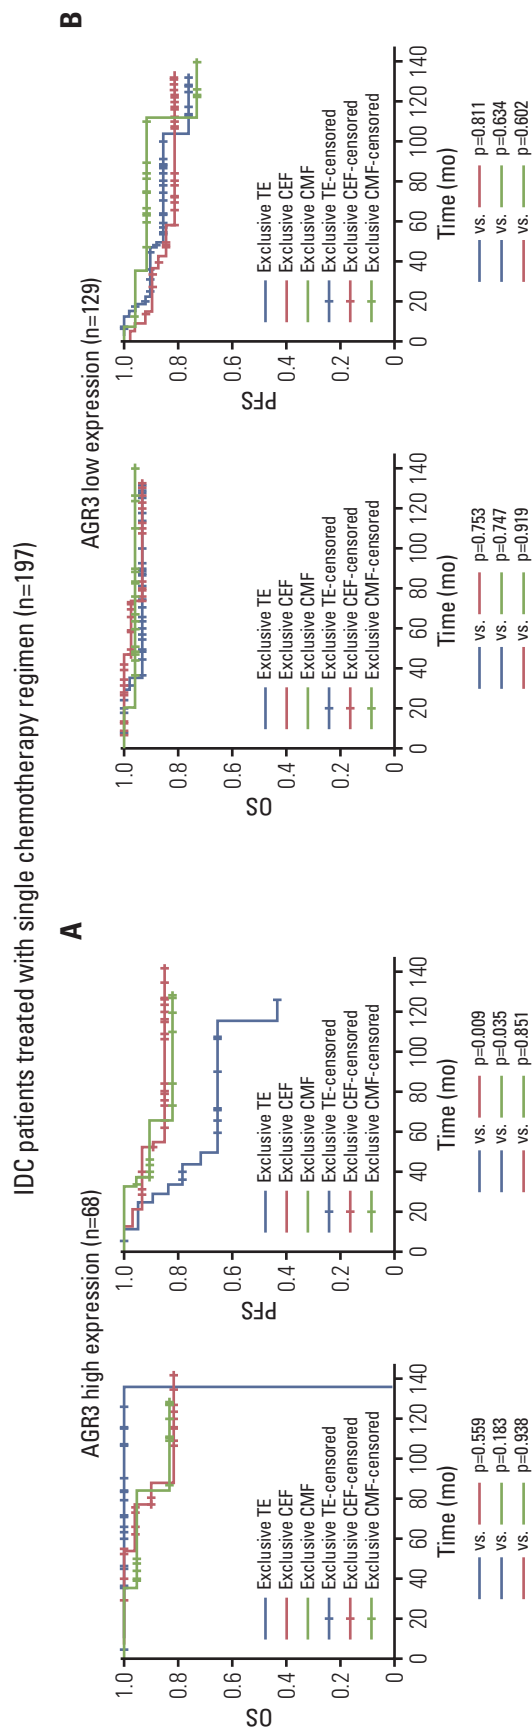 IDC patients treated with single chemotherapy regimen (n=197)
A
AGR3 high expression (n=68)
OS
1.0
0.8
0.6
0.4
0.2
0
Exclusive TE
Exclusive CEF
Exclusive CMF
Exclusive TE-censored
Exclusive CEF-censored
Exclusive CMF-censored
0 20 40 60 80 100 120 140
Time (mo)
vs. p=0.559
vs. p=0.183
vs. p=0.938
PFS
1.0
0.8
0.6
0.4
0.2
0
Exclusive TE
Exclusive CEF
Exclusive CMF
Exclusive TE-censored
Exclusive CEF-censored
Exclusive CMF-censored
0 20 40 60 80 100 120 140
Time (mo)
vs. p=0.009
vs. p=0.035
vs. p=0.851
B
AGR3 low expression (n=129)
OS
1.0
0.8
0.6
0.4
0.2
0
Exclusive TE
Exclusive CEF
Exclusive CMF
Exclusive TE-censored
Exclusive CEF-censored
Exclusive CMF-censored
0 20 40 60 80 100 120 140
Time (mo)
vs. p=0.753
vs. p=0.747
vs. p=0.919
PFS
1.0
0.8
0.6
0.4
0.2
0
Exclusive TE
Exclusive CEF
Exclusive CMF
Exclusive TE-censored
Exclusive CEF-censored
Exclusive CMF-censored
0 20 40 60 80 100 120 140
Time (mo)
vs. p=0.811
vs. p=0.634
vs. p=0.602